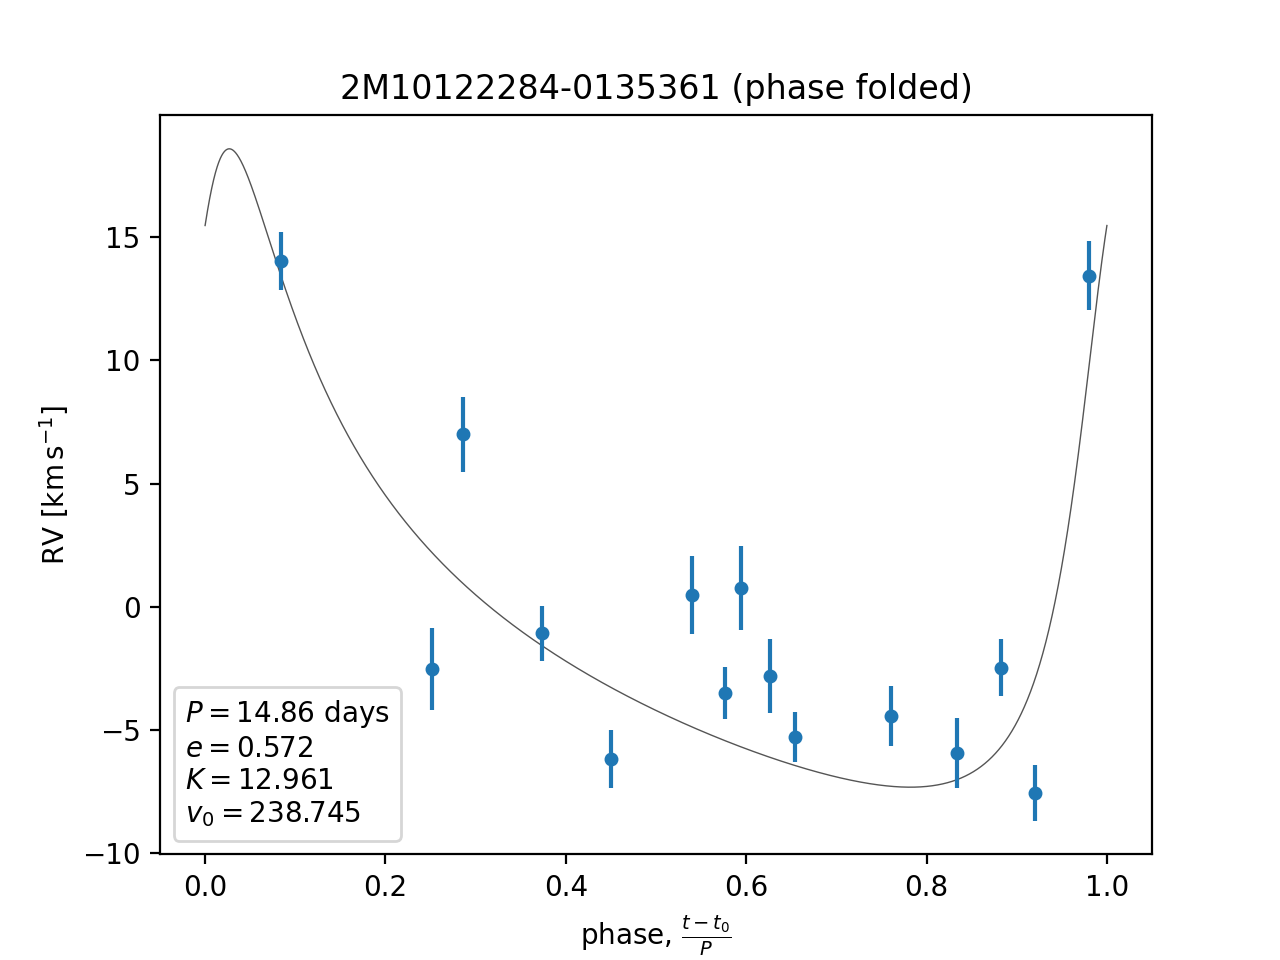 2M10122284-0135361 (phase folded)
RV [km s⁻¹]
15
10
5
0
−5
−10
P = 14.86 days
e = 0.572
K = 12.961
v₀ = 238.745
0.0 0.2 0.4 0.6 0.8 1.0
phase, (t − t₀)/P